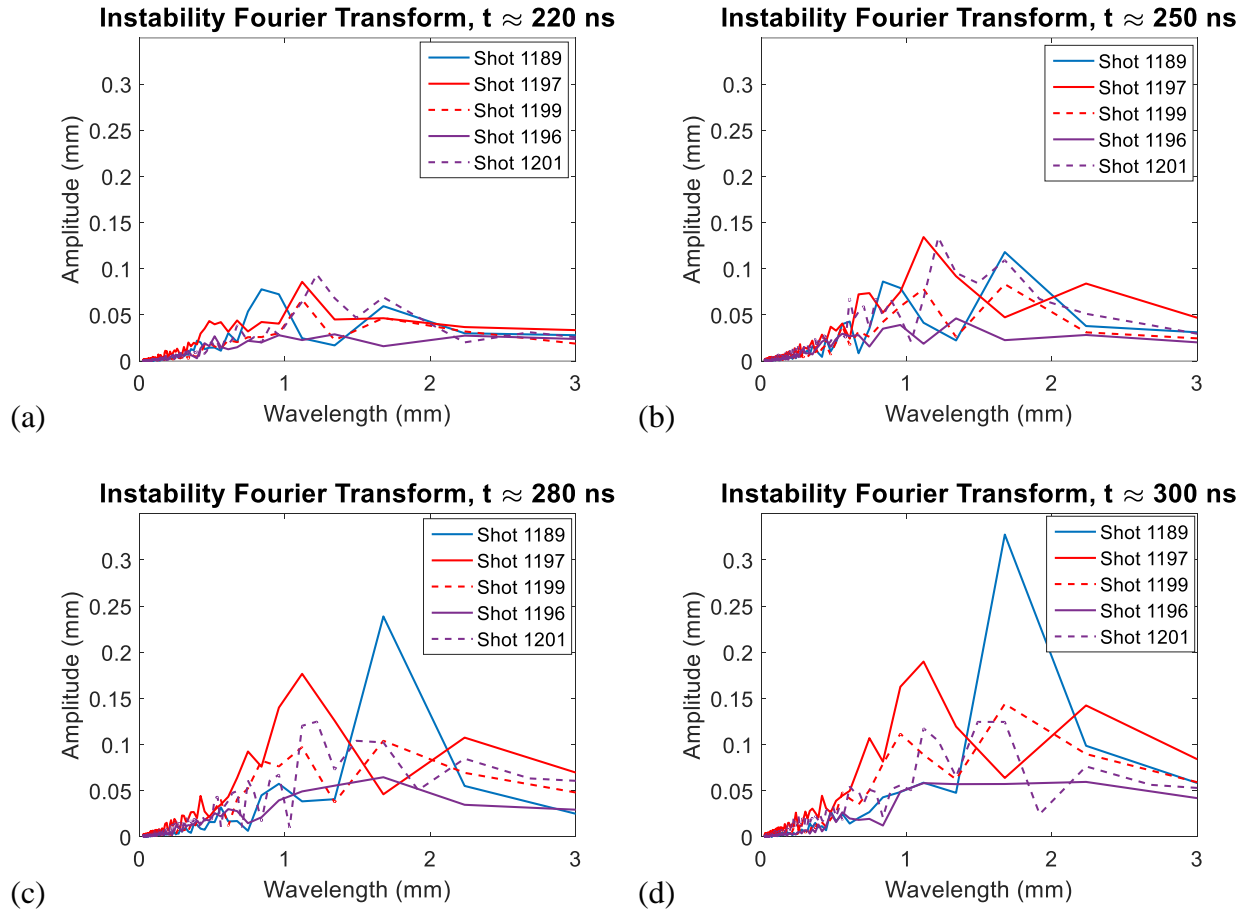 Instability Fourier Transform, t ≈ 220 ns
Amplitude (mm)
0.3
0.25
0.2
0.15
0.1
0.05
0
Shot 1189
Shot 1197
Shot 1199
Shot 1196
Shot 1201
0 1 2 3
Wavelength (mm)
(a)
Instability Fourier Transform, t ≈ 250 ns
Amplitude (mm)
0.3
0.25
0.2
0.15
0.1
0.05
0
Shot 1189
Shot 1197
Shot 1199
Shot 1196
Shot 1201
0 1 2 3
Wavelength (mm)
(b)
Instability Fourier Transform, t ≈ 280 ns
Amplitude (mm)
0.3
0.25
0.2
0.15
0.1
0.05
0
Shot 1189
Shot 1197
Shot 1199
Shot 1196
Shot 1201
0 1 2 3
Wavelength (mm)
(c)
Instability Fourier Transform, t ≈ 300 ns
Amplitude (mm)
0.3
0.25
0.2
0.15
0.1
0.05
0
Shot 1189
Shot 1197
Shot 1199
Shot 1196
Shot 1201
0 1 2 3
Wavelength (mm)
(d)